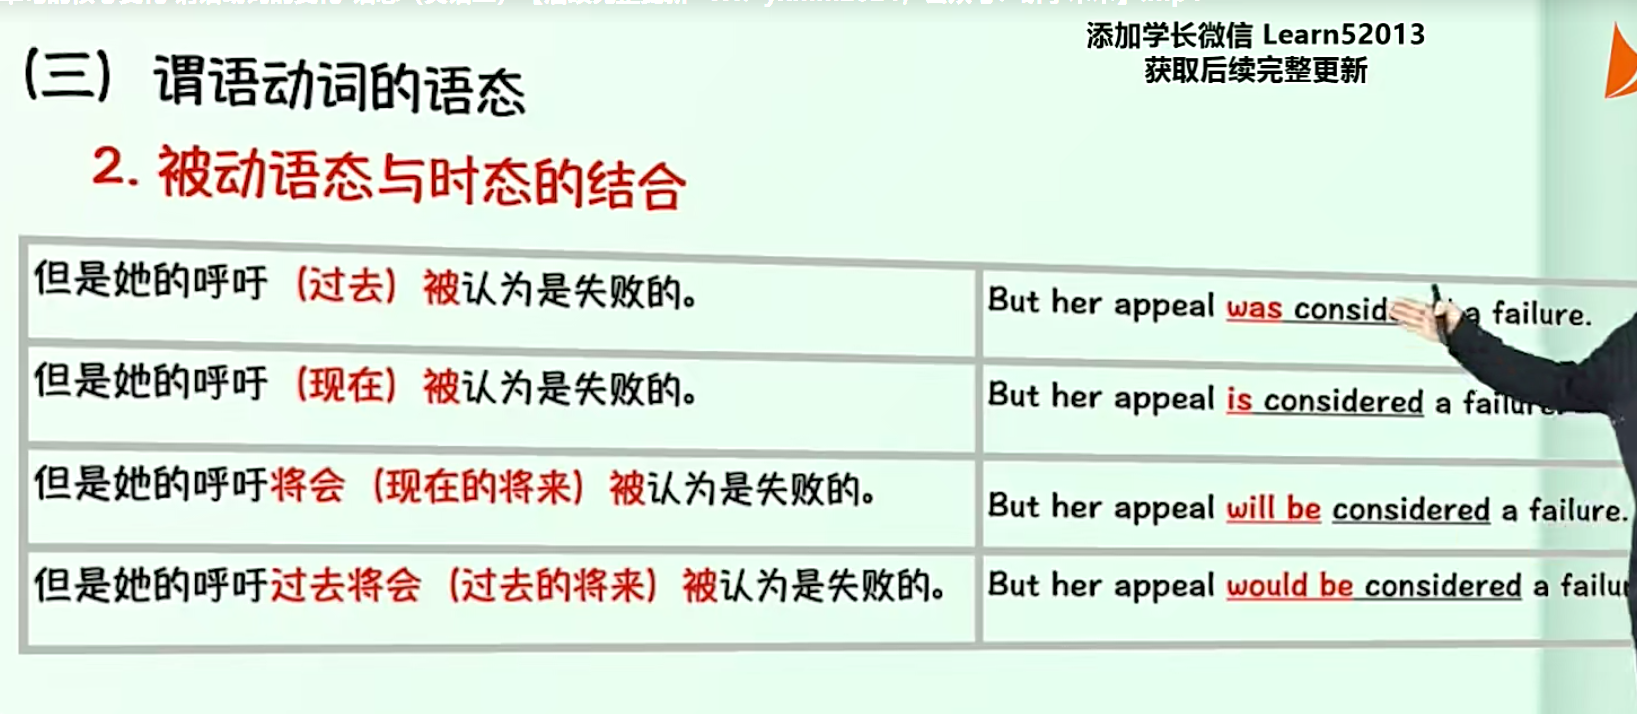 添加学长微信 Learn52013
获取后续完整更新
(三) 谓语动词的语态
2. 被动语态与时态的结合
但是她的呼吁（过去）被认为是失败的。
But her appeal was a failure.
但是她的呼吁（现在）被认为是失败的。
But her appeal is considered a
但是她的呼吁将会（现在的将来）被认为是失败的。
But her appeal will be considered a failure.
但是她的呼吁过去将会（过去的将来）被认为是失败的。
But her appeal would be considered a